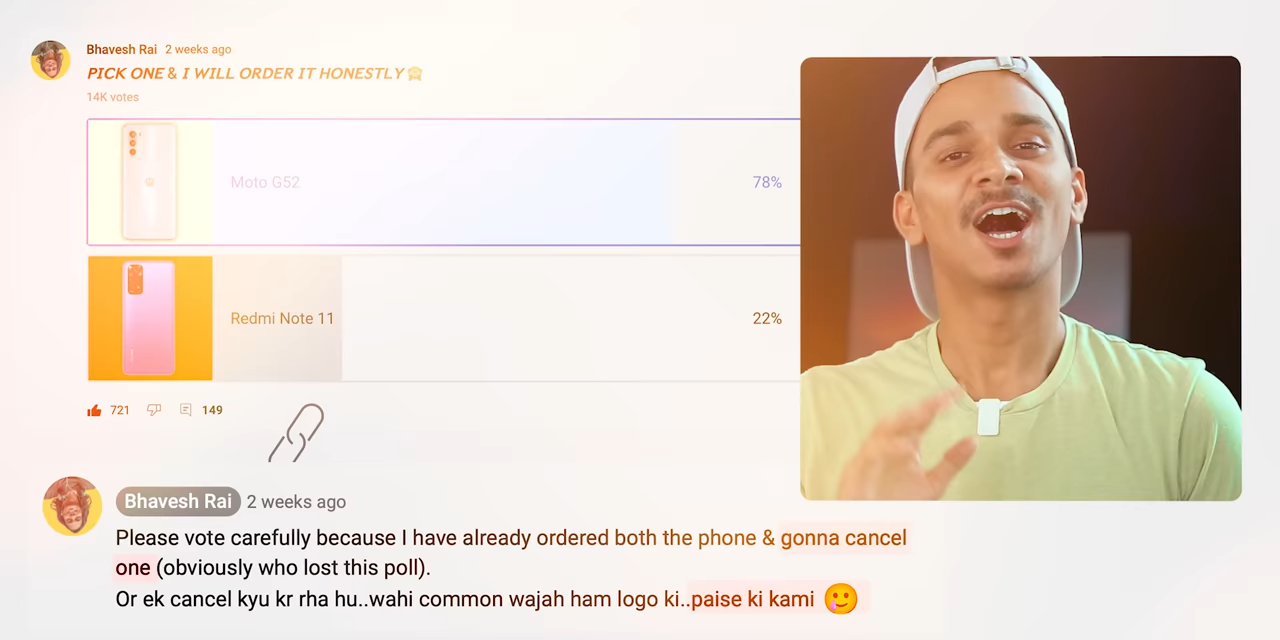 Bhavesh Rai 2 weeks ago
PICK ONE & I WILL ORDER IT HONESTLY 🙈
14K votes
Moto G52 78%
Redmi Note 11 22%
721 149
Bhavesh Rai 2 weeks ago
Please vote carefully because I have already ordered both the phone & gonna cancel
one (obviously who lost this poll).
Or ek cancel kyu kr rha hu..wahi common wajah ham logo ki..paise ki kami 🥲